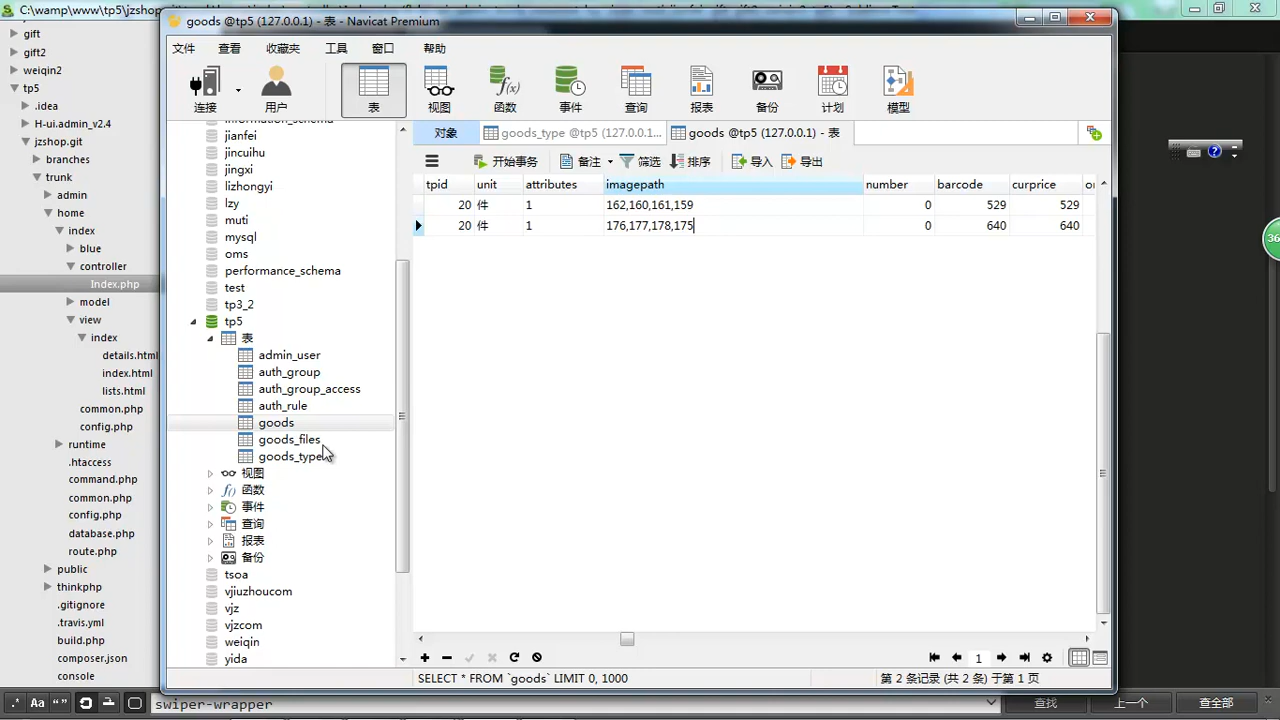 goods @tp5 (127.0.0.1) - 表 - Navicat Premium
文件 查看 收藏夹 工具 窗口 帮助
连接 用户 表 视图 函数 事件 查询 报表 备份 计划 模型
对象 goods_type @tp5 (127.0.0.1)... goods @tp5 (127.0.0.1) - 表
开始事务 备注 筛选 排序 导入 导出
tpid unit attributes imagepath number barcode curprice
20 件 1 162,160,161,159 0 529 529
20 件 1 176,177,178,175 0 640 640
jianfei
jincuihu
jingxi
lizhongyi
lzy
muti
mysql
oms
performance_schema
test
tp3_2
tp5
表
admin_user
auth_group
auth_group_access
auth_rule
goods
goods_files
goods_type
视图
函数
事件
查询
报表
备份
tsoa
vjiuzhoucom
vjz
vjzcom
weiqin
yida
1
SELECT * FROM `goods` LIMIT 0, 1000
第 2 条记录 (共 2 条) 于第 1 页
gift
gift2
weiqin2
tp5
.idea
H-ui.admin_v2.4
jzshop.git
branches
trunk
admin
home
index
blue
controller
Index.php
model
view
index
details.html
index.html
lists.html
common.php
config.php
runtime
.htaccess
command.php
common.php
config.php
database.php
route.php
public
thinkphp
.gitignore
.travis.yml
build.php
composer.json
console
36
.* Aa “ ” swiper-wrapper 查找 上一个 查全部